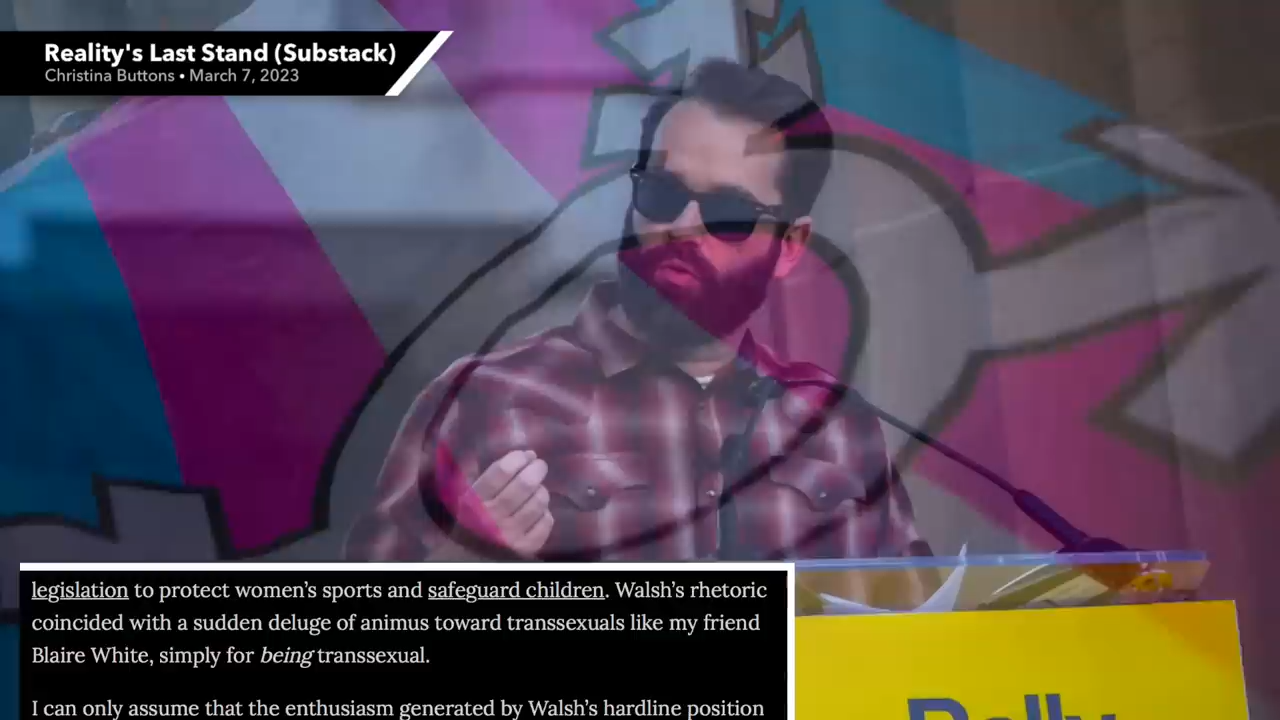 Reality's Last Stand (Substack)
Christina Buttons • March 7, 2023
legislation to protect women’s sports and safeguard children. Walsh’s rhetoric
coincided with a sudden deluge of animus toward transsexuals like my friend
Blaire White, simply for being transsexual.
I can only assume that the enthusiasm generated by Walsh’s hardline position
Rally